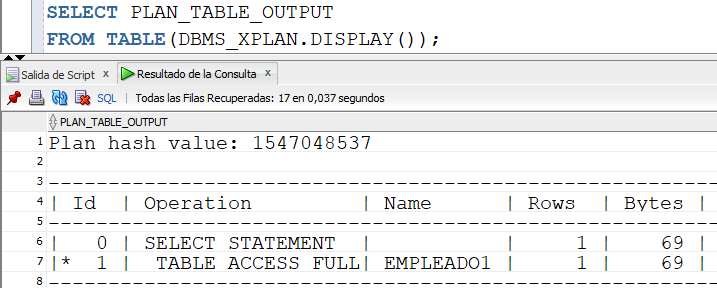 SELECT PLAN_TABLE_OUTPUT
FROM TABLE(DBMS_XPLAN.DISPLAY());
Salida de Script x Resultado de la Consulta x
SQL | Todas las Filas Recuperadas: 17 en 0,037 segundos
PLAN_TABLE_OUTPUT
1 Plan hash value: 1547048537
2
3 ------------------------------------------------------------
4 | Id | Operation | Name | Rows | Bytes |
5 ------------------------------------------------------------
6 | 0 | SELECT STATEMENT | | 1 | 69 |
7 |* 1 | TABLE ACCESS FULL| EMPLEADO1 | 1 | 69 |
8 ------------------------------------------------------------